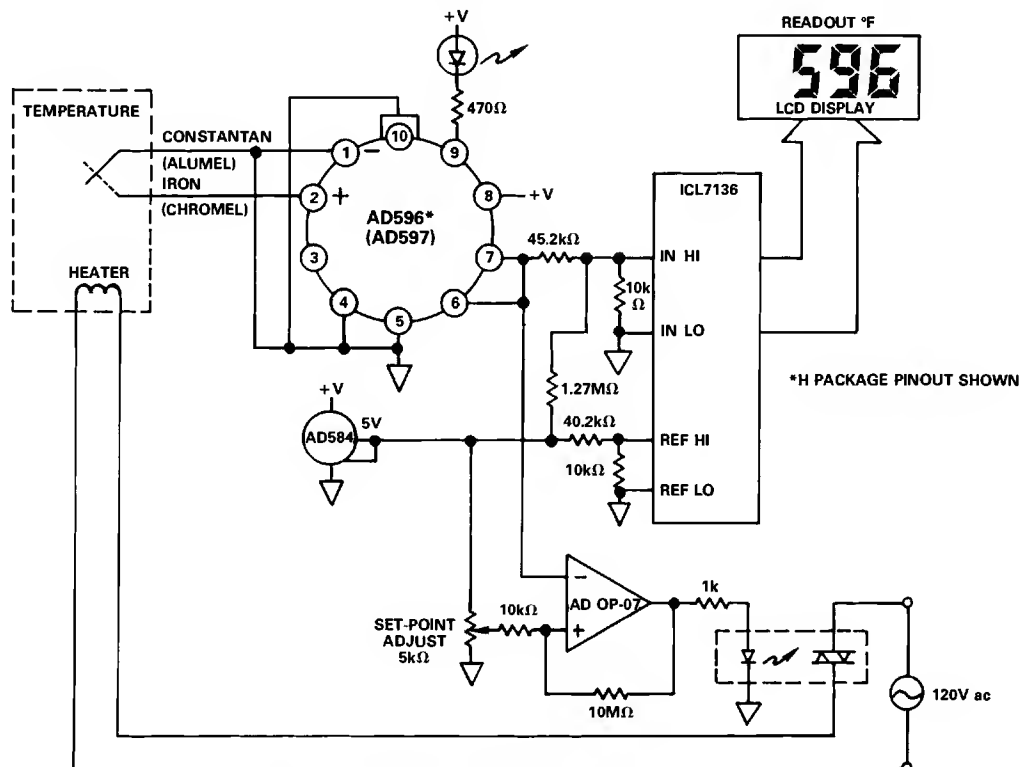 READOUT °F
596
LCD DISPLAY
+V
470Ω
TEMPERATURE
CONSTANTAN
(ALUMEL)
IRON
(CHROMEL)
HEATER
1
−
10
9
2
+
8
+V
3
7
4
5
6
AD596*
(AD597)
45.2kΩ
ICL7136
IN HI
10k
Ω
IN LO
1.27MΩ
*H PACKAGE PINOUT SHOWN
+V
5V
AD584
40.2kΩ
REF HI
10kΩ
REF LO
SET-POINT
ADJUST
5kΩ
10kΩ
−
AD OP-07
+
1k
10MΩ
120V ac